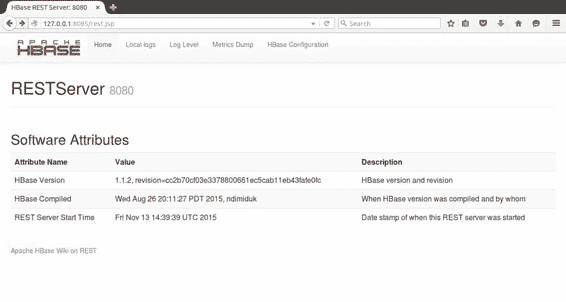 HBase REST Server: 8080
127.0.0.1:8085/rest.jsp
Search
APACHE
HBASE
Home Local logs Log Level Metrics Dump HBase Configuration
RESTServer 8080
Software Attributes
Attribute Name Value Description
HBase Version 1.1.2, revision=cc2b70cf03e3378800661ec5cab11eb43fafe0fc HBase version and revision
HBase Compiled Wed Aug 26 20:11:27 PDT 2015, ndimiduk When HBase version was compiled and by whom
REST Server Start Time Fri Nov 13 14:39:39 UTC 2015 Date stamp of when this REST server was started
Apache HBase Wiki on REST